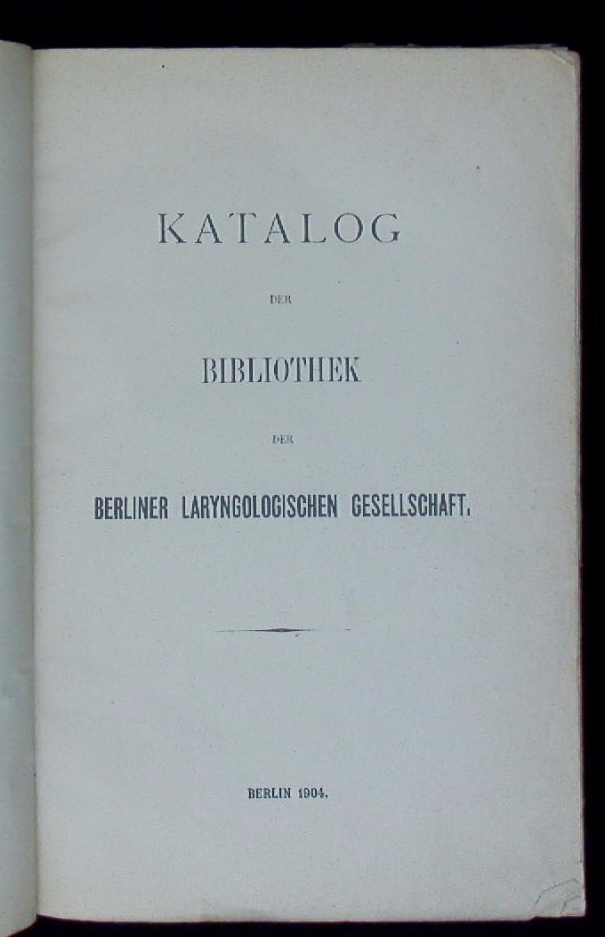 KATALOG
DER
BIBLIOTHEK
DER
BERLINER LARYNGOLOGISCHEN GESELLSCHAFT.
BERLIN 1904.